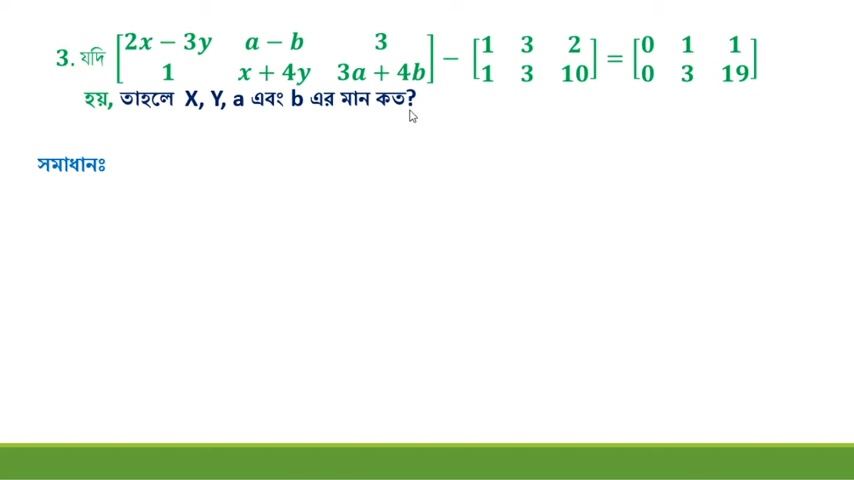 3. যদি [2x − 3y a − b 3; 1 x + 4y 3a + 4b] − [1 3 2; 1 3 10] = [0 1 1; 0 3 19]
হয়, তাহলে X, Y, a এবং b এর মান কত?
সমাধানঃ